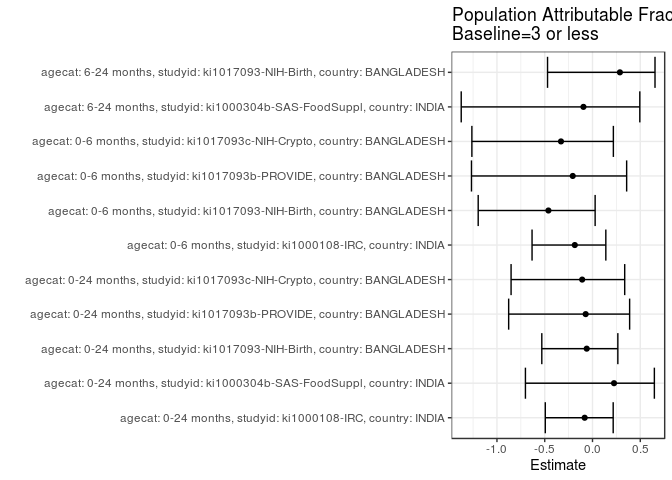 Population Attributable Frac
Baseline=3 or less
agecat: 6-24 months, studyid: ki1017093-NIH-Birth, country: BANGLADESH
agecat: 6-24 months, studyid: ki1000304b-SAS-FoodSuppl, country: INDIA
agecat: 0-6 months, studyid: ki1017093c-NIH-Crypto, country: BANGLADESH
agecat: 0-6 months, studyid: ki1017093b-PROVIDE, country: BANGLADESH
agecat: 0-6 months, studyid: ki1017093-NIH-Birth, country: BANGLADESH
agecat: 0-6 months, studyid: ki1000108-IRC, country: INDIA
agecat: 0-24 months, studyid: ki1017093c-NIH-Crypto, country: BANGLADESH
agecat: 0-24 months, studyid: ki1017093b-PROVIDE, country: BANGLADESH
agecat: 0-24 months, studyid: ki1017093-NIH-Birth, country: BANGLADESH
agecat: 0-24 months, studyid: ki1000304b-SAS-FoodSuppl, country: INDIA
agecat: 0-24 months, studyid: ki1000108-IRC, country: INDIA
-1.0 -0.5 0.0 0.5
Estimate